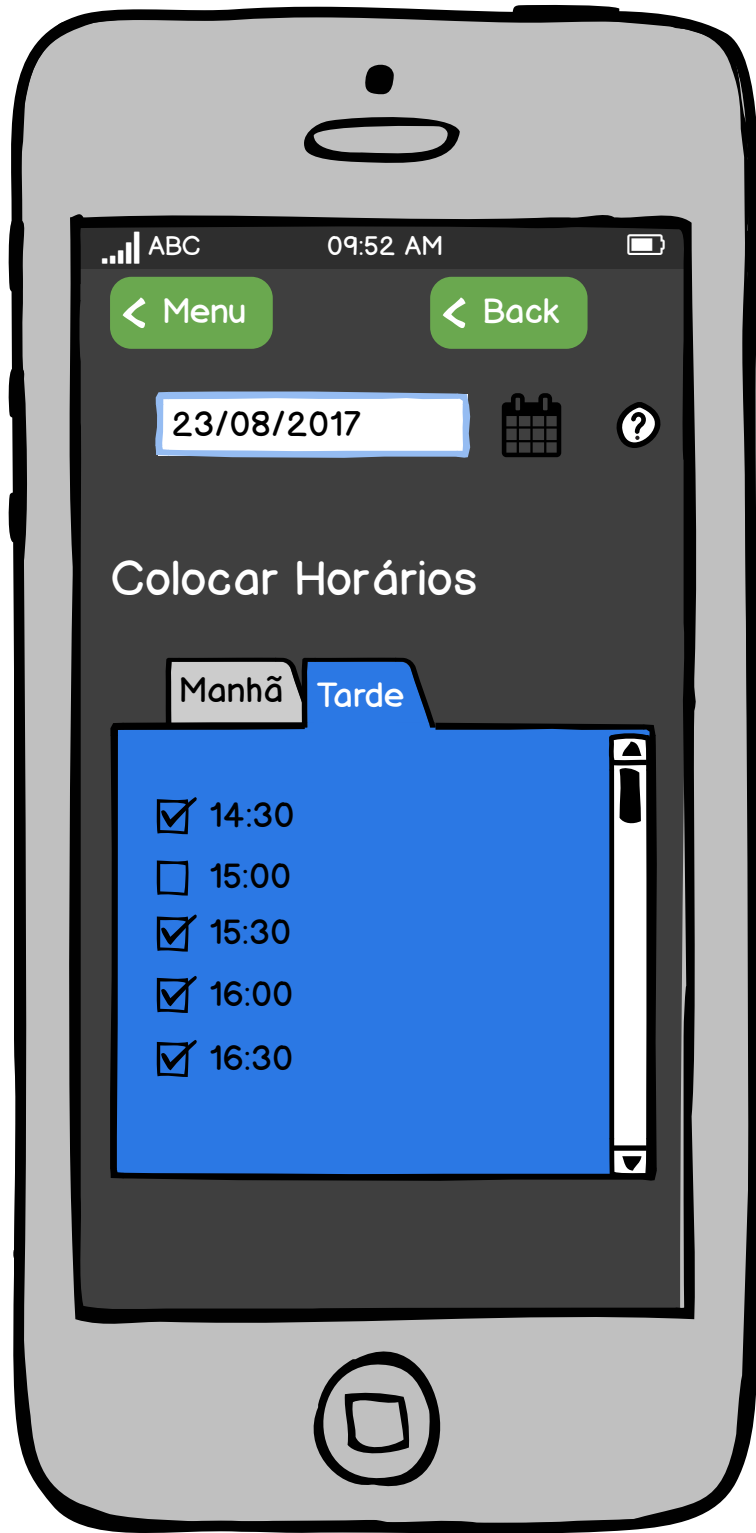 ABC 09:52 AM
Menu Back
23/08/2017 ?
Colocar Horários
Manhã Tarde
14:30
15:00
15:30
16:00
16:30